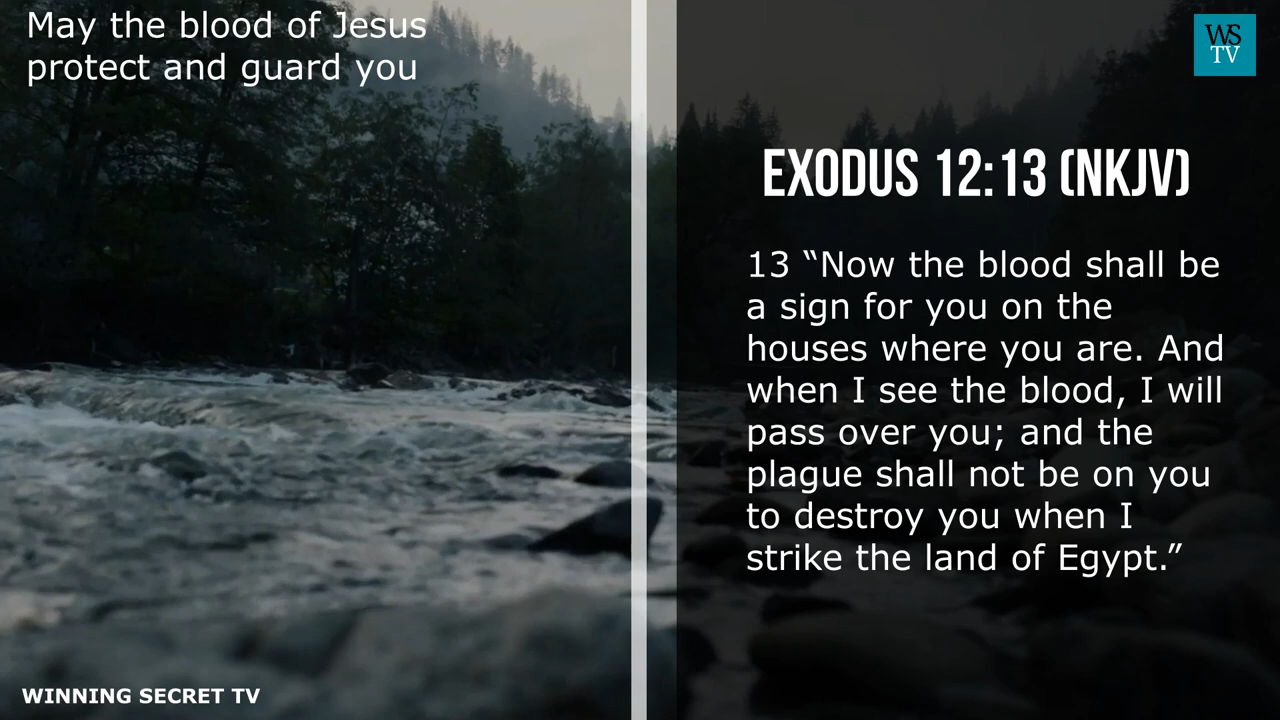 May the blood of Jesus
protect and guard you
WS
TV
EXODUS 12:13 (NKJV)
13 “Now the blood shall be
a sign for you on the
houses where you are. And
when I see the blood, I will
pass over you; and the
plague shall not be on you
to destroy you when I
strike the land of Egypt.”
WINNING SECRET TV